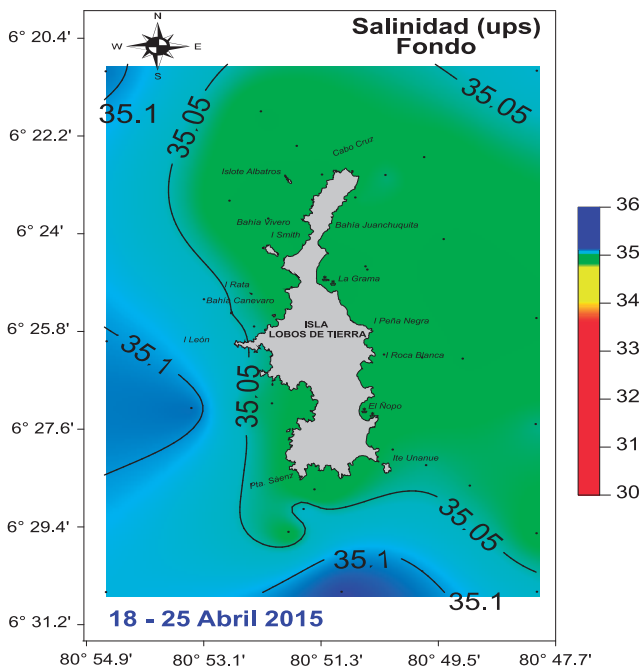 Salinidad (ups)
Fondo
N
W E
S
6° 20.4'
6° 22.2'
6° 24'
6° 25.8'
6° 27.6'
6° 29.4'
6° 31.2'
35.1
35.05
35.05
Cabo Cruz
Islote Albatros
Bahía Vivero
Bahía Juanchuquita
I Smith
La Grama
I Rata
Bahía Canevaro
I Peñe Negra
ISLA
LOBOS DE TIERRA
I León
I Roca Blanca
35.1
35.05
El Ñopo
Ite Unanue
Pta. Sáenz
35.05
35.1
35.1
18 - 25 Abril 2015
80° 54.9'
80° 53.1'
80° 51.3'
80° 49.5'
80° 47.7'
36
35
34
33
32
31
30